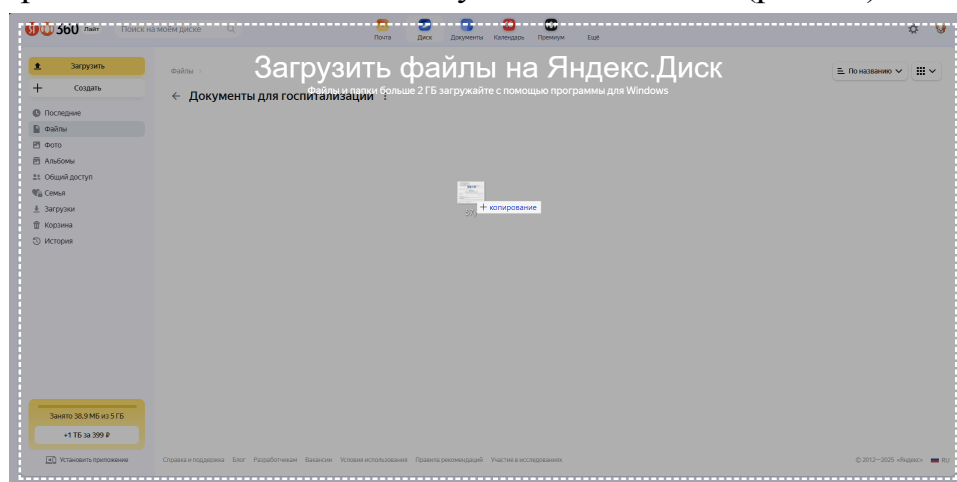 360 Лайт
Поиск на моём диске
Почта
Диск
Документы
Календарь
Премиум
Ещё
Загрузить
Создать
Последние
Файлы
Фото
Альбомы
Общий доступ
Семья
Загрузки
Корзина
История
Файлы
Загрузить файлы на Яндекс.Диск
Файлы и папки больше 2 ГБ загружайте с помощью программы для Windows
← Документы для госпитализации
По названию
+ копирование
Занято 38.9 МБ из 5 ГБ
+1 ТБ за 399 ₽
Установить приложение
Справка и поддержка Блог Разработчикам Вакансии Условия использования Правила рекомендаций Участие в исследованиях
© 2012—2025 «Яндекс» RU